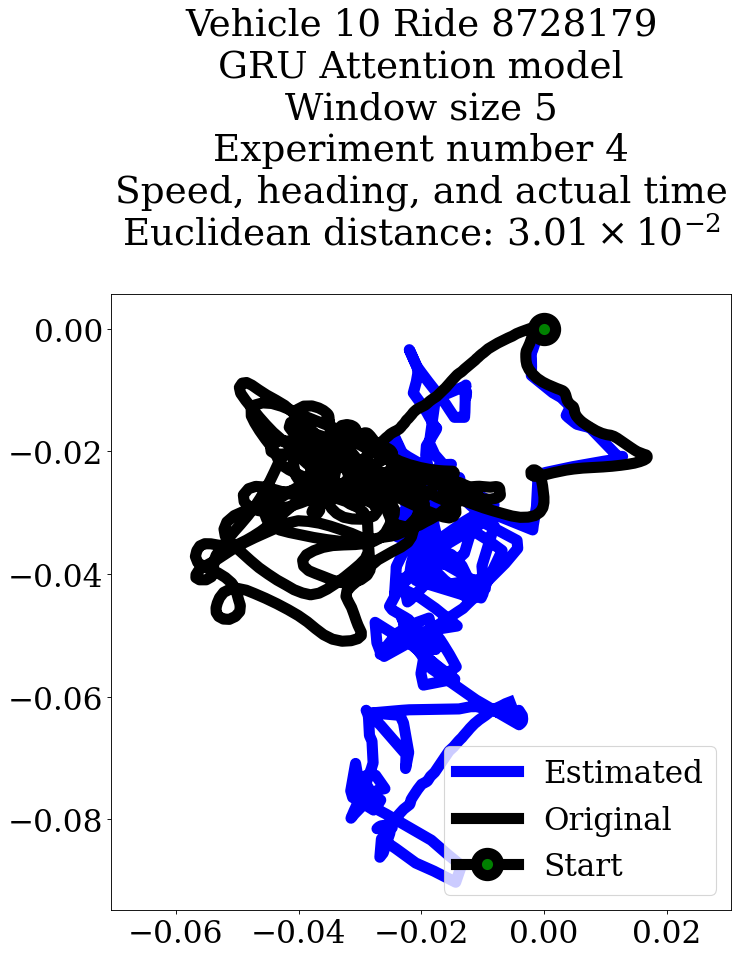 Vehicle 10 Ride 8728179
GRU Attention model
Window size 5
Experiment number 4
Speed, heading, and actual time
Euclidean distance: 3.01 × 10⁻²
0.00
−0.02
−0.04
−0.06
−0.08
Estimated
Original
Start
−0.06 −0.04 −0.02 0.00 0.02